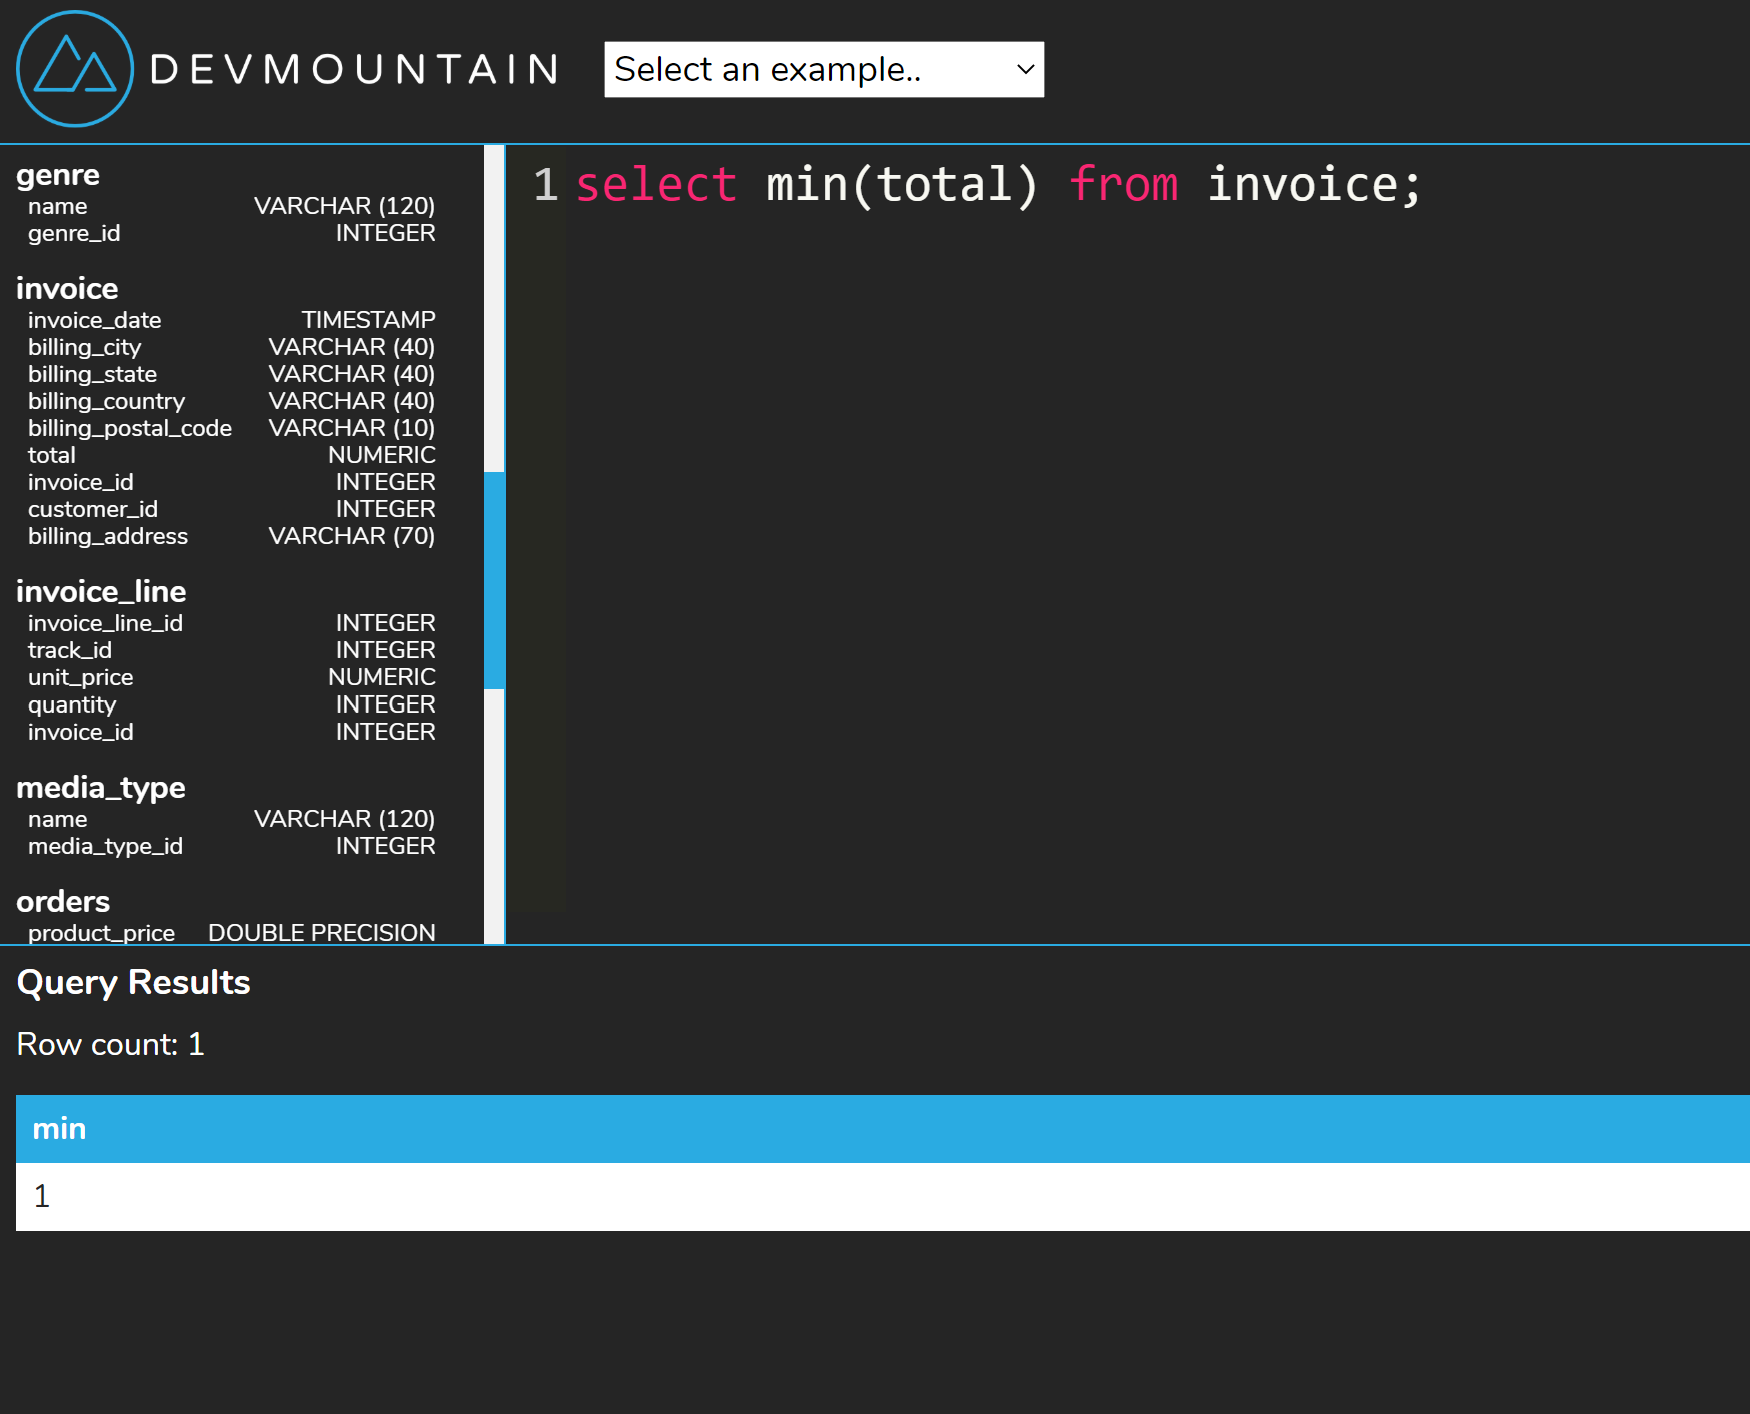 DEVMOUNTAIN
Select an example..
genre
name VARCHAR (120)
genre_id INTEGER
invoice
invoice_date TIMESTAMP
billing_city VARCHAR (40)
billing_state VARCHAR (40)
billing_country VARCHAR (40)
billing_postal_code VARCHAR (10)
total NUMERIC
invoice_id INTEGER
customer_id INTEGER
billing_address VARCHAR (70)
invoice_line
invoice_line_id INTEGER
track_id INTEGER
unit_price NUMERIC
quantity INTEGER
invoice_id INTEGER
media_type
name VARCHAR (120)
media_type_id INTEGER
orders
product_price DOUBLE PRECISION
1 select min(total) from invoice;
Query Results
Row count: 1
min
1